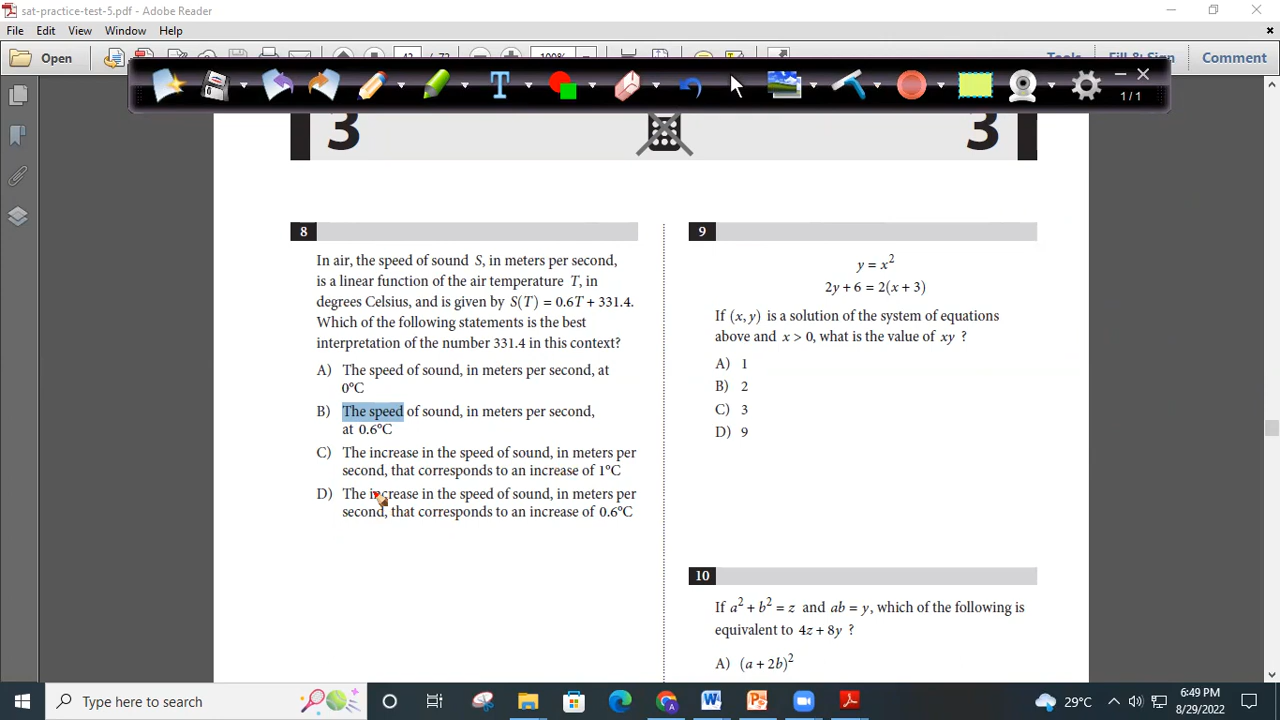 sat-practice-test-5.pdf - Adobe Reader
File Edit View Window Help
Open
Tools Fill & Sign Comment
1/1
3 3
8
In air, the speed of sound S, in meters per second,
is a linear function of the air temperature T, in
degrees Celsius, and is given by S(T) = 0.6T + 331.4.
Which of the following statements is the best
interpretation of the number 331.4 in this context?
A) The speed of sound, in meters per second, at
0°C
B) The speed of sound, in meters per second,
at 0.6°C
C) The increase in the speed of sound, in meters per
second, that corresponds to an increase of 1°C
D) The increase in the speed of sound, in meters per
second, that corresponds to an increase of 0.6°C
9
y = x²
2y + 6 = 2(x + 3)
If (x, y) is a solution of the system of equations
above and x > 0, what is the value of xy ?
A) 1
B) 2
C) 3
D) 9
10
If a² + b² = z and ab = y, which of the following is
equivalent to 4z + 8y ?
A) (a + 2b)²
Type here to search
29°C
6:49 PM
8/29/2022